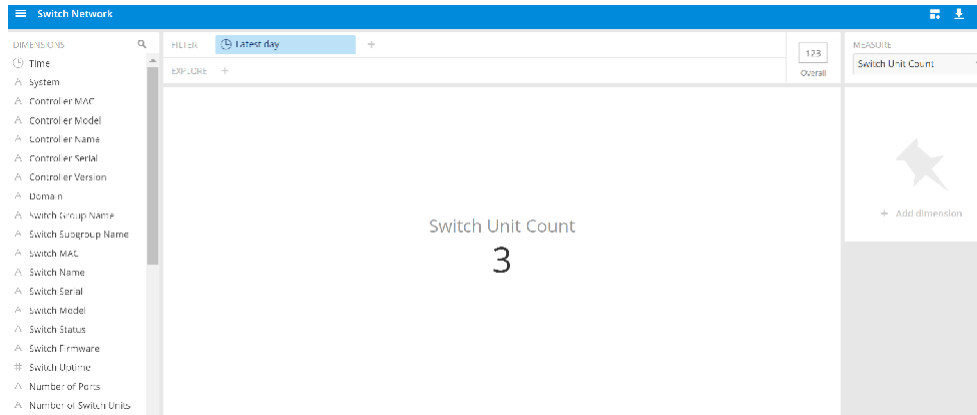 Switch Network
DIMENSIONS
Time
System
Controller MAC
Controller Model
Controller Name
Controller Serial
Controller Version
Domain
Switch Group Name
Switch Subgroup Name
Switch MAC
Switch Name
Switch Serial
Switch Model
Switch Status
Switch Firmware
Switch Uptime
Number of Ports
Number of Switch Units
FILTER
Latest day
EXPLORE
123
Overall
MEASURE
Switch Unit Count
Switch Unit Count
3
+ Add dimension